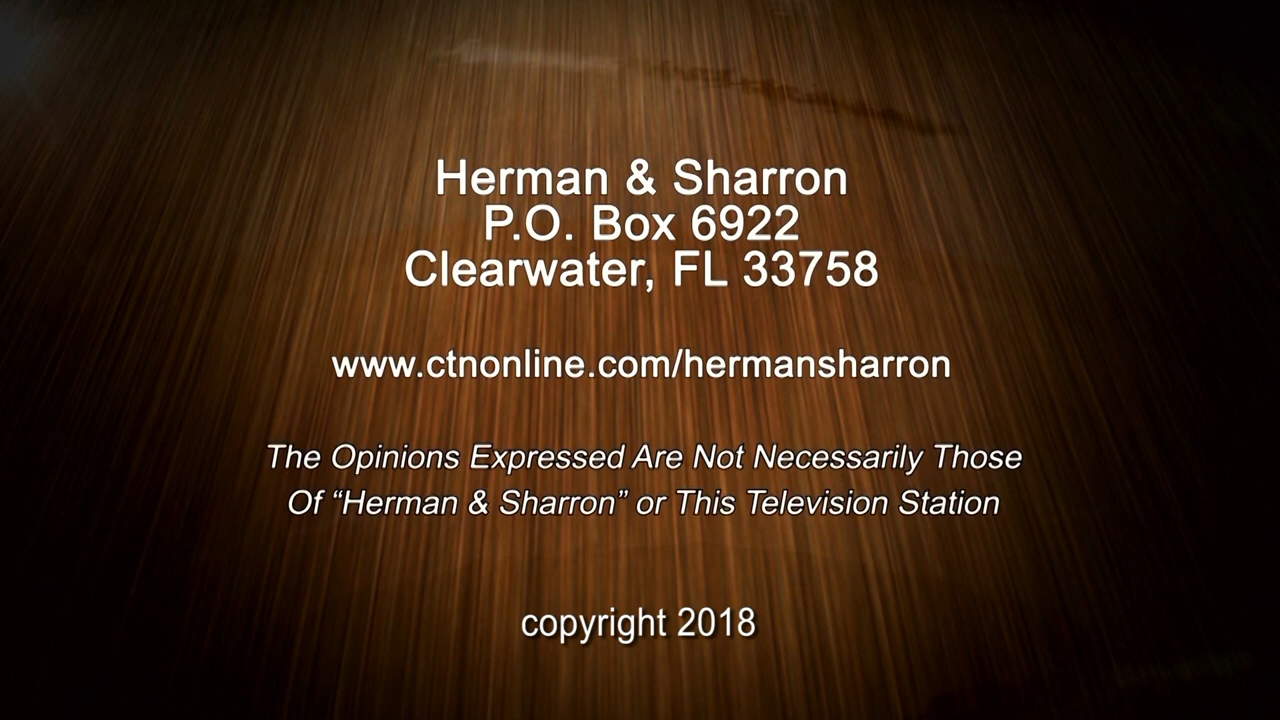 Herman & Sharron
P.O. Box 6922
Clearwater, FL 33758
www.ctnonline.com/hermansharron
The Opinions Expressed Are Not Necessarily Those
Of “Herman & Sharron” or This Television Station
copyright 2018